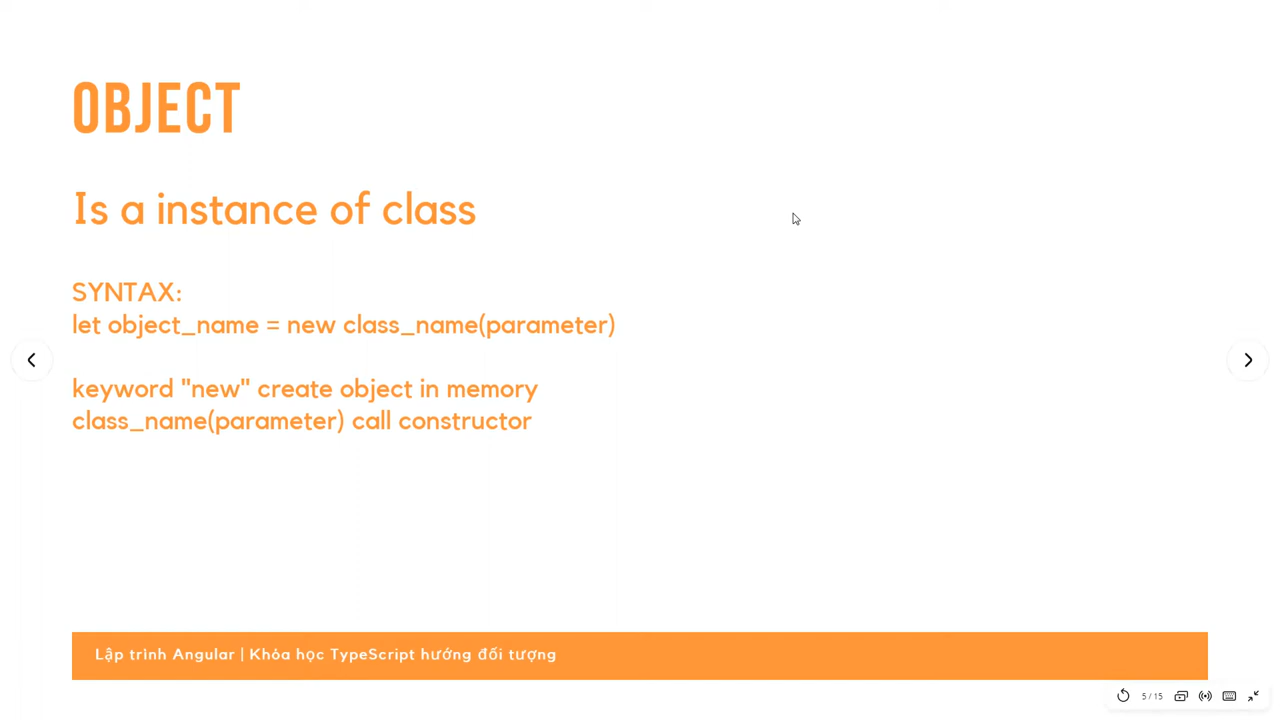 OBJECT
Is a instance of class
SYNTAX:
let object_name = new class_name(parameter)
keyword "new" create object in memory
class_name(parameter) call constructor
Lập trình Angular | Khóa học TypeScript hướng đối tượng
5 / 15